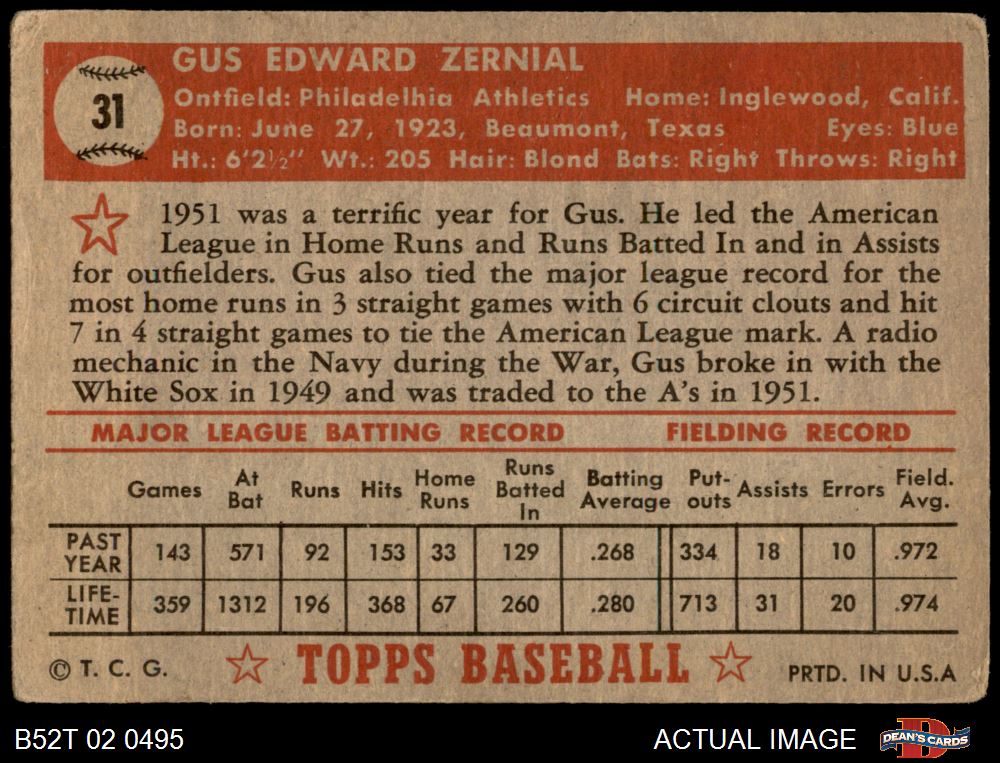 GUS EDWARD ZERNIAL
31
Ontfield: Philadelhia Athletics Home: Inglewood, Calif.
Born: June 27, 1923, Beaumont, Texas Eyes: Blue
Ht.: 6'2½" Wt.: 205 Hair: Blond Bats: Right Throws: Right
1951 was a terrific year for Gus. He led the American
League in Home Runs and Runs Batted In and in Assists
for outfielders. Gus also tied the major league record for the
most home runs in 3 straight games with 6 circuit clouts and hit
7 in 4 straight games to tie the American League mark. A radio
mechanic in the Navy during the War, Gus broke in with the
White Sox in 1949 and was traded to the A's in 1951.
MAJOR LEAGUE BATTING RECORD FIELDING RECORD
Games At Bat Runs Hits Home Runs Runs Batted In Batting Average Put-outs Assists Errors Field. Avg.
PAST YEAR 143 571 92 153 33 129 .268 334 18 10 .972
LIFE-TIME 359 1312 196 368 67 260 .280 713 31 20 .974
© T. C. G. TOPPS BASEBALL PRTD. IN U.S.A
B52T 02 0495 ACTUAL IMAGE D DEAN'S CARDS